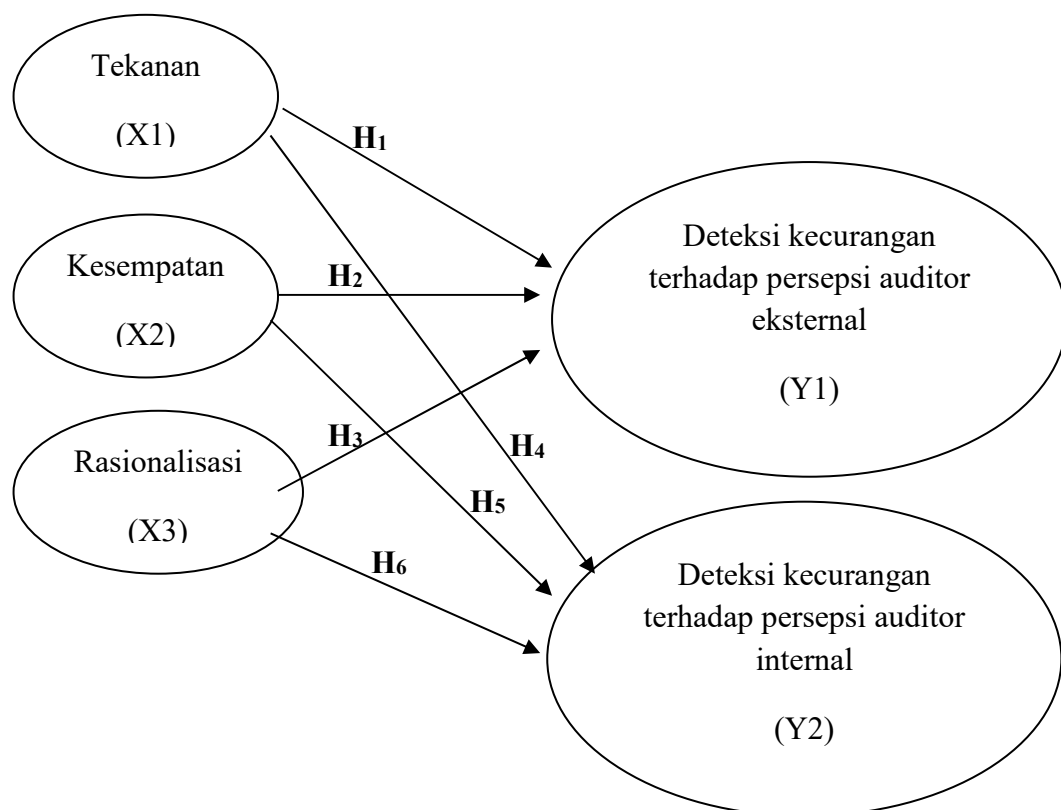 Tekanan
(X1)
Kesempatan
(X2)
Rasionalisasi
(X3)
H1
H2
H3
H4
H5
H6
Deteksi kecurangan
terhadap persepsi auditor
eksternal
(Y1)
Deteksi kecurangan
terhadap persepsi auditor
internal
(Y2)